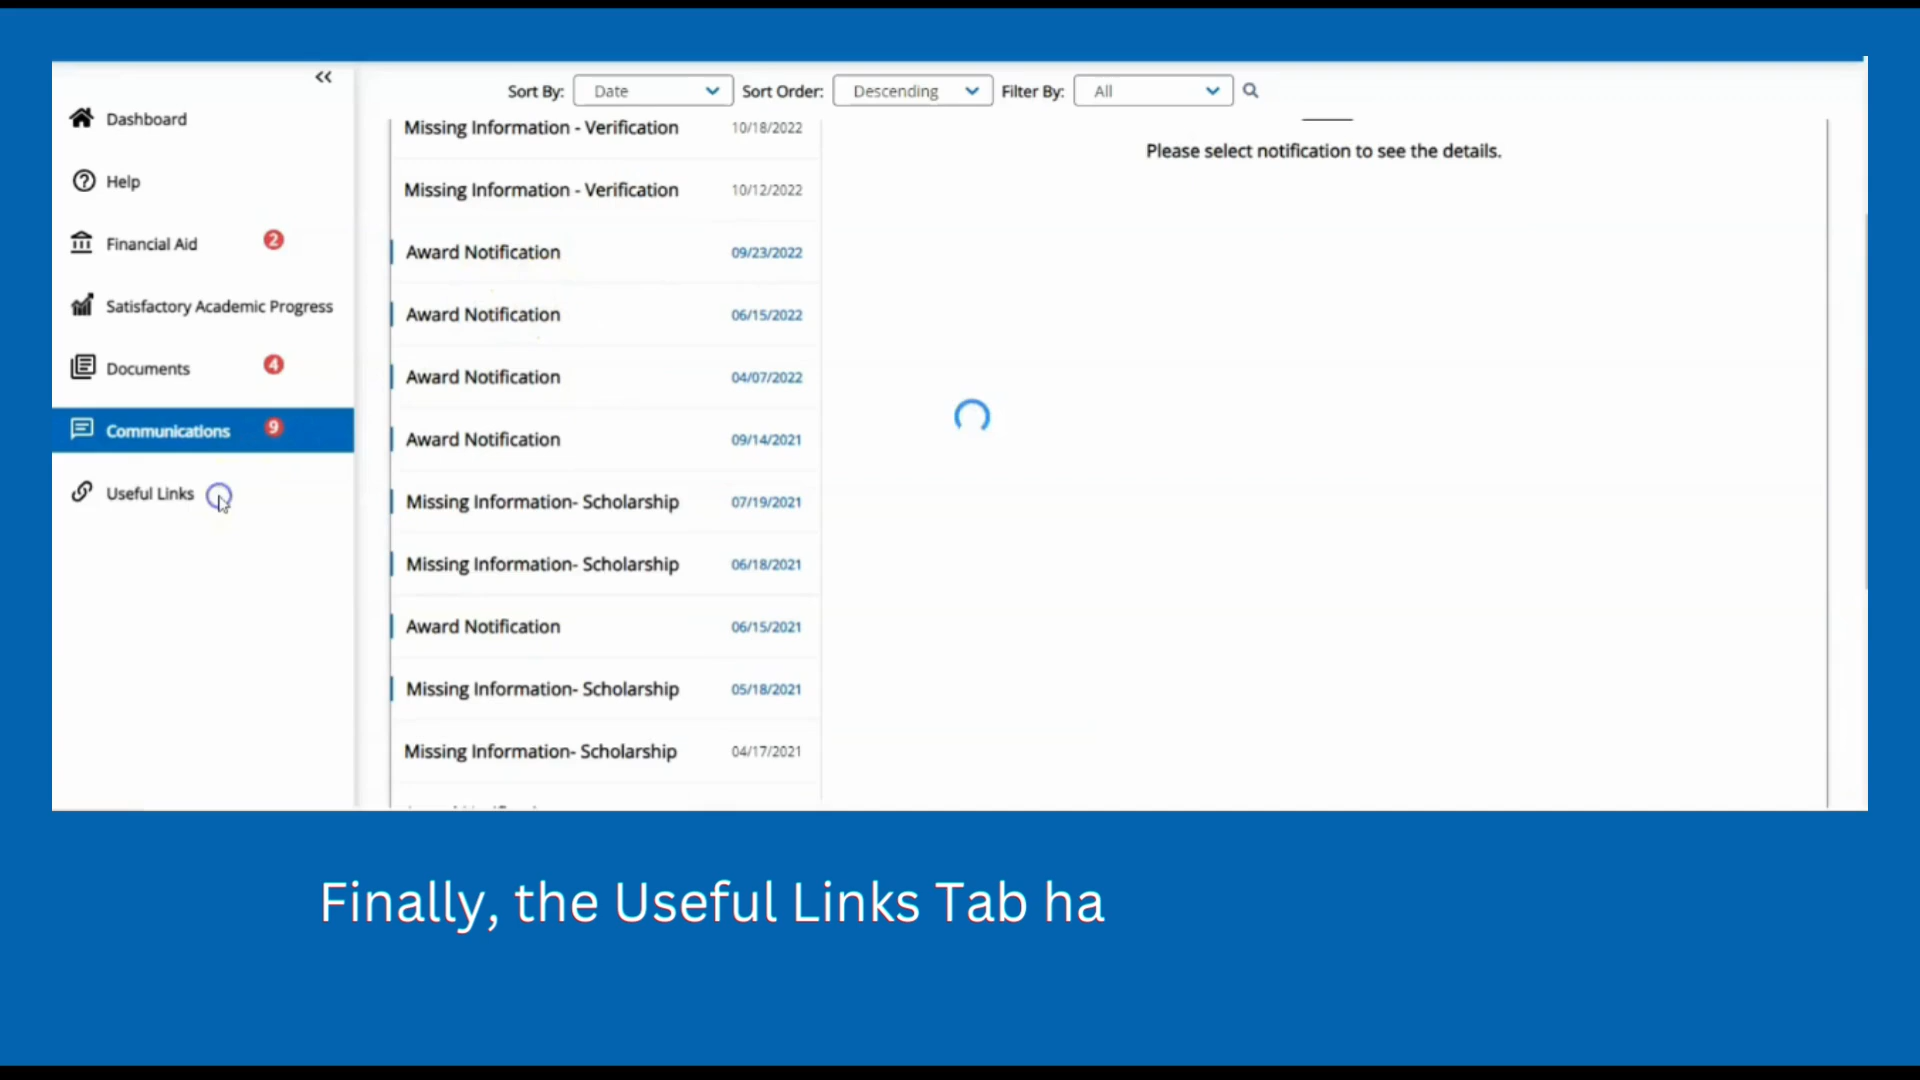 Sort By: Date Sort Order: Descending Filter By: All
Dashboard
Help
Financial Aid 2
Satisfactory Academic Progress
Documents 4
Communications 9
Useful Links
Missing Information - Verification 10/18/2022
Missing Information - Verification 10/12/2022
Award Notification 09/23/2022
Award Notification 06/15/2022
Award Notification 04/07/2022
Award Notification 09/14/2021
Missing Information- Scholarship 07/19/2021
Missing Information- Scholarship 06/18/2021
Award Notification 06/15/2021
Missing Information- Scholarship 05/18/2021
Missing Information- Scholarship 04/17/2021
Please select notification to see the details.
Finally, the Useful Links Tab ha